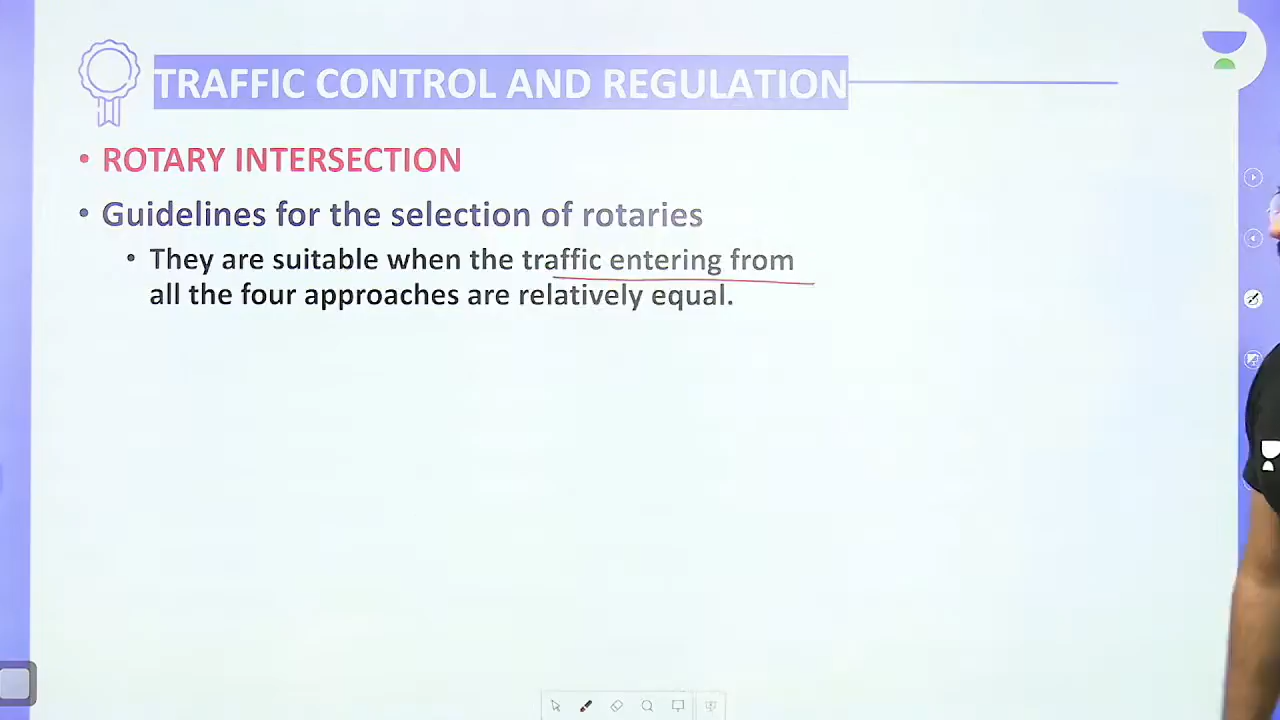 TRAFFIC CONTROL AND REGULATION
• ROTARY INTERSECTION
• Guidelines for the selection of rotaries
• They are suitable when the traffic entering from
all the four approaches are relatively equal.